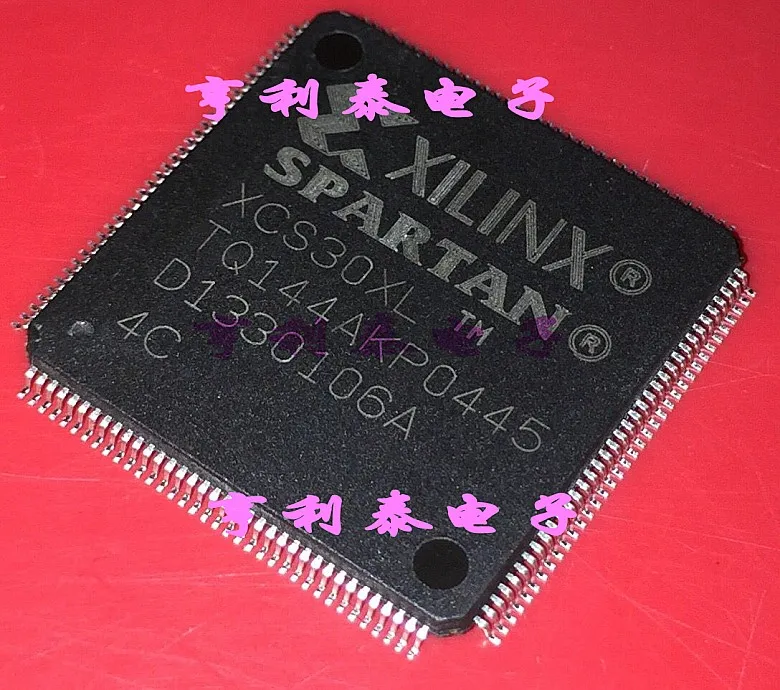 亨利泰电子
XILINX®
SPARTAN®
XCS30XL™
TQ144AKP0445
D1330106A
4C
亨利泰电子
亨利泰电子